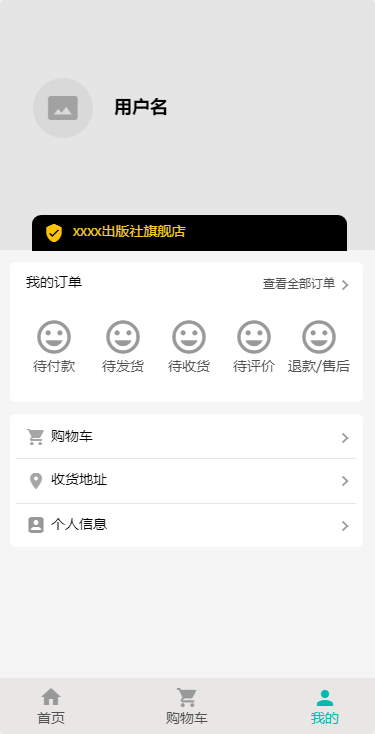 用户名
xxxx出版社旗舰店
我的订单
查看全部订单
待付款 待发货 待收货 待评价 退款/售后
购物车
收货地址
个人信息
首页 购物车 我的